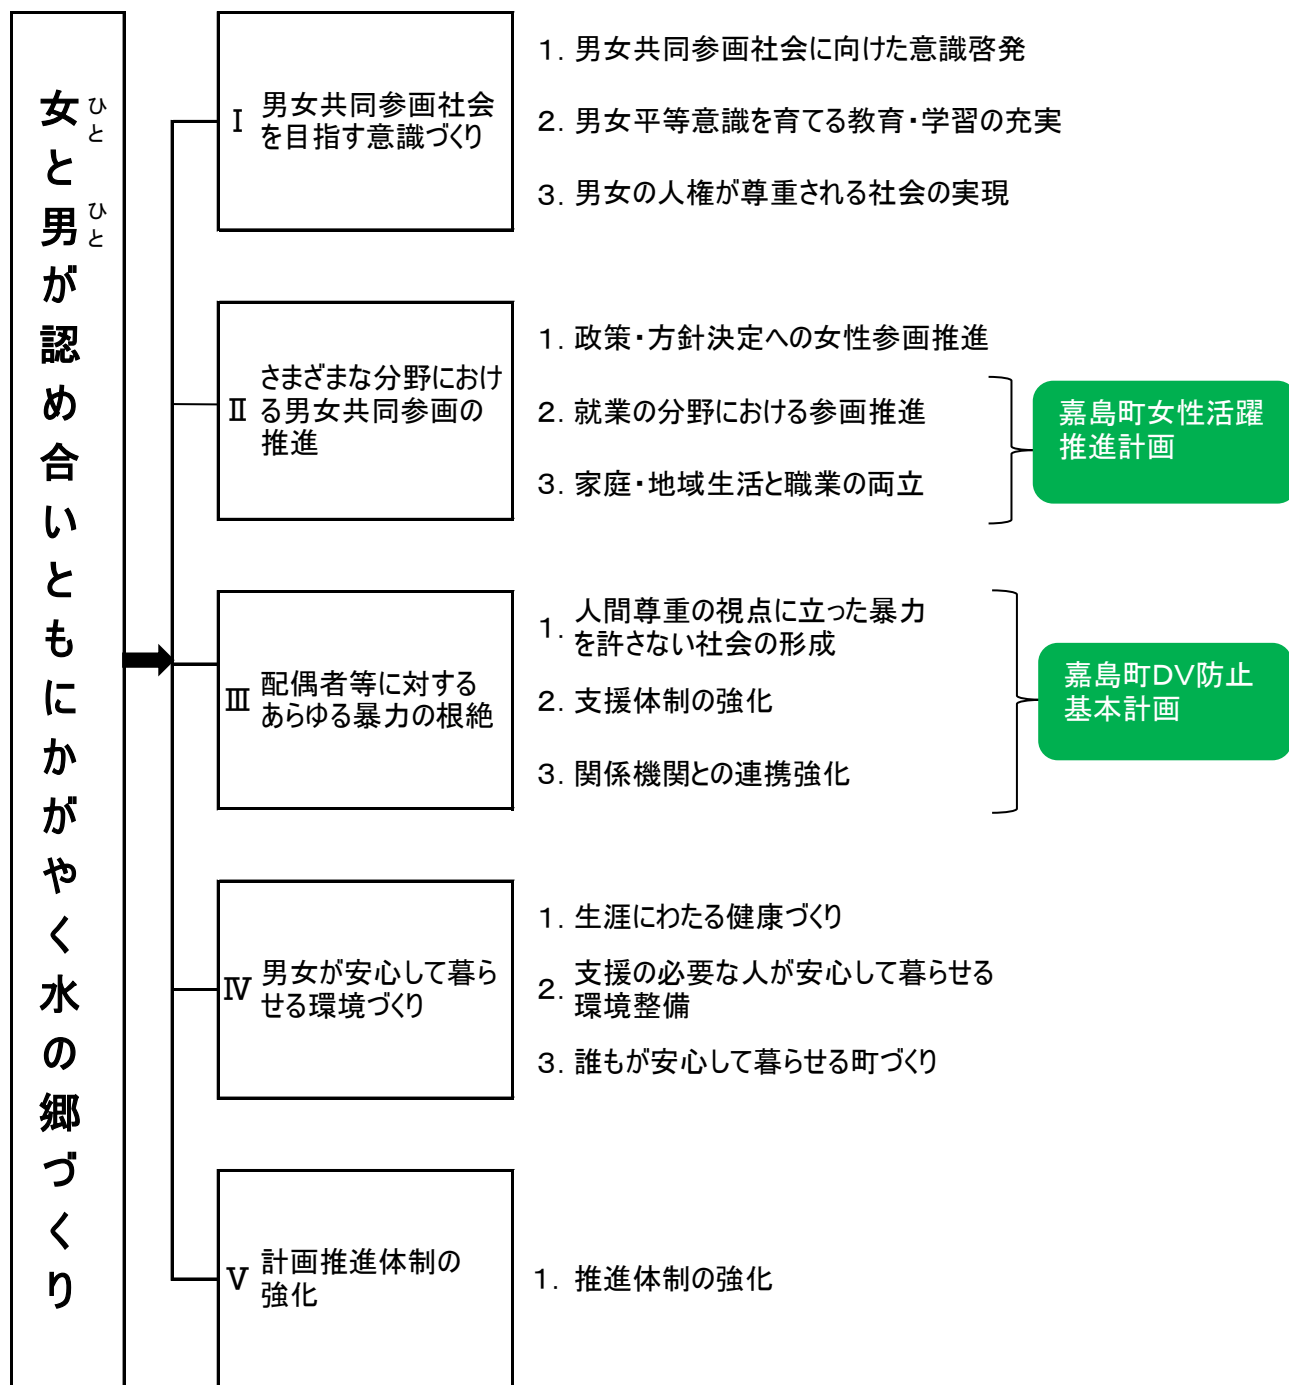 女と男が認め合いともにかがやく水の郷づくり
ひと
ひと
Ⅰ 男女共同参画社会
を目指す意識づくり
1. 男女共同参画社会に向けた意識啓発
2. 男女平等意識を育てる教育・学習の充実
3. 男女の人権が尊重される社会の実現
Ⅱ さまざまな分野におけ
る男女共同参画の
推進
1. 政策・方針決定への女性参画推進
2. 就業の分野における参画推進
3. 家庭・地域生活と職業の両立
嘉島町女性活躍
推進計画
Ⅲ 配偶者等に対する
あらゆる暴力の根絶
1. 人間尊重の視点に立った暴力
を許さない社会の形成
2. 支援体制の強化
3. 関係機関との連携強化
嘉島町DV防止
基本計画
Ⅳ 男女が安心して暮ら
せる環境づくり
1. 生涯にわたる健康づくり
2. 支援の必要な人が安心して暮らせる
環境整備
3. 誰もが安心して暮らせる町づくり
Ⅴ 計画推進体制の
強化
1. 推進体制の強化